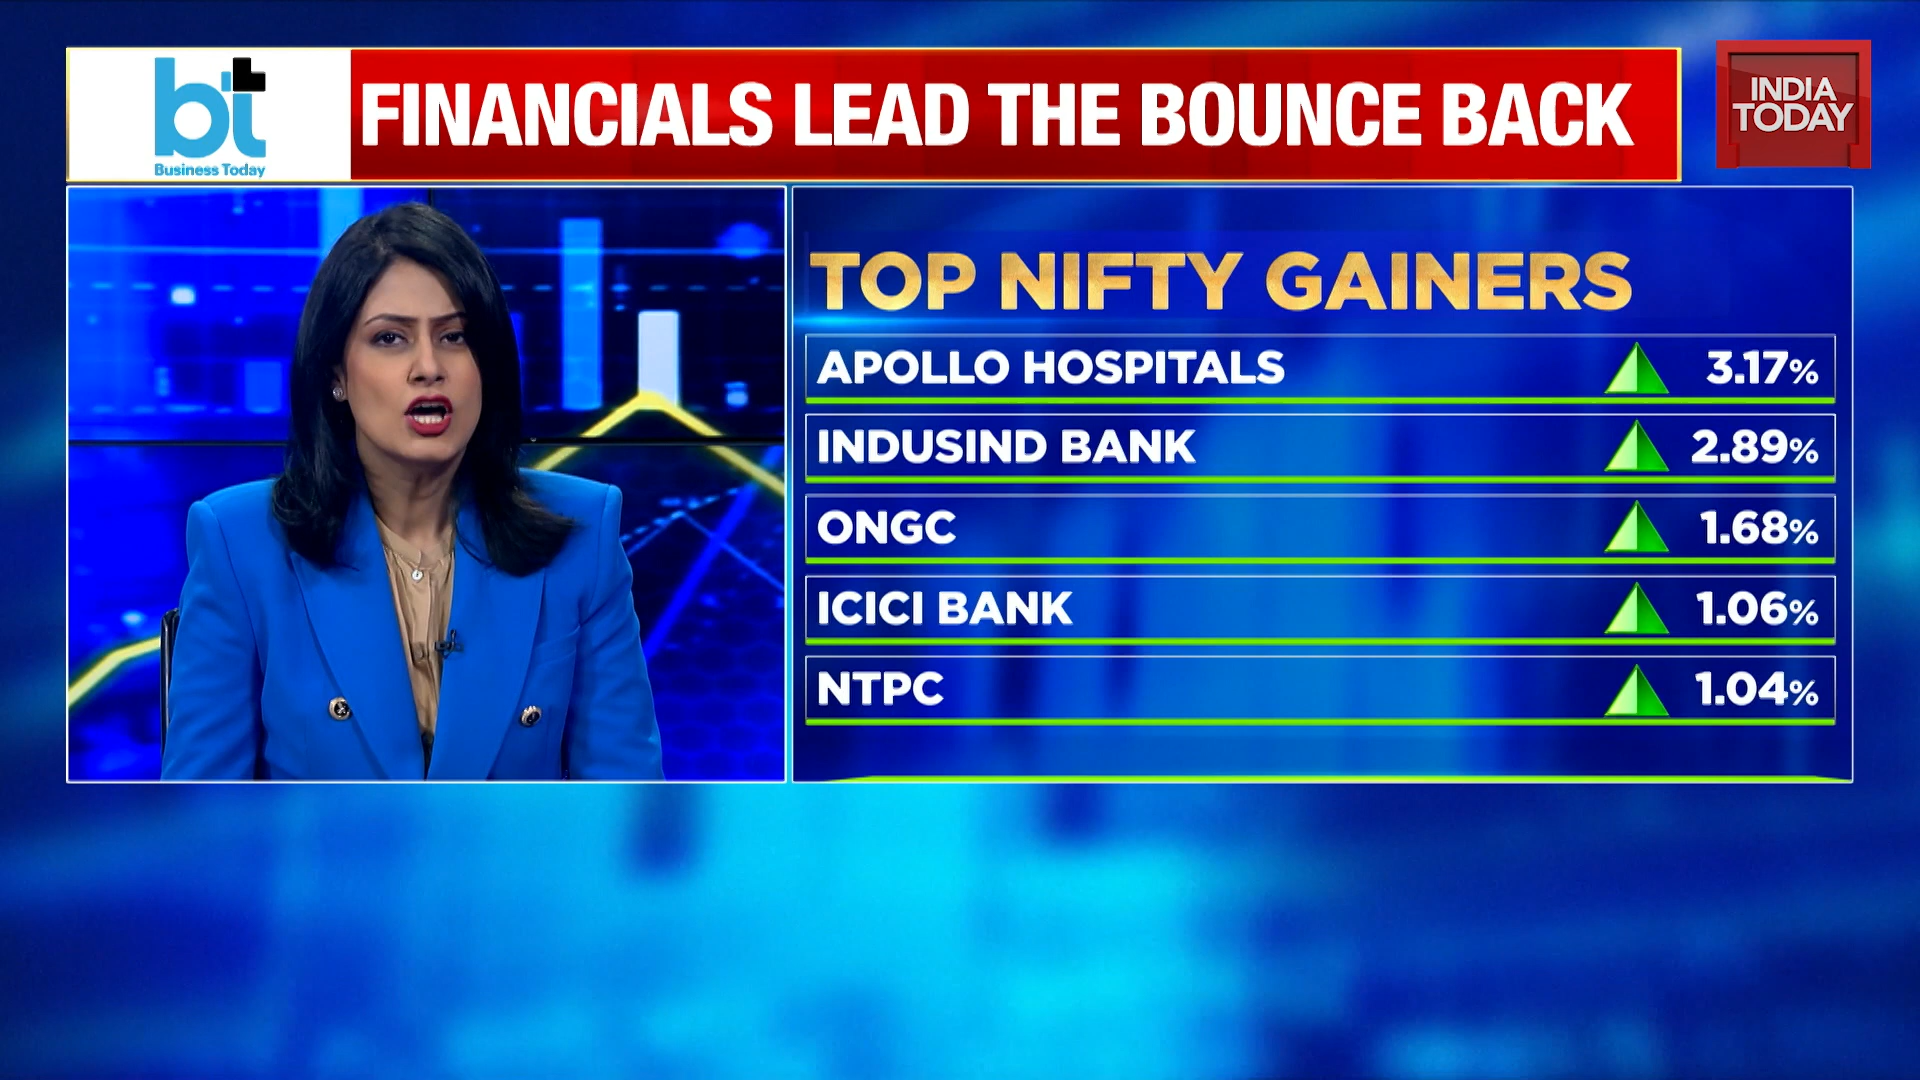 bt
Business Today
FINANCIALS LEAD THE BOUNCE BACK
INDIA
TODAY
TOP NIFTY GAINERS
APOLLO HOSPITALS 3.17%
INDUSIND BANK 2.89%
ONGC 1.68%
ICICI BANK 1.06%
NTPC 1.04%